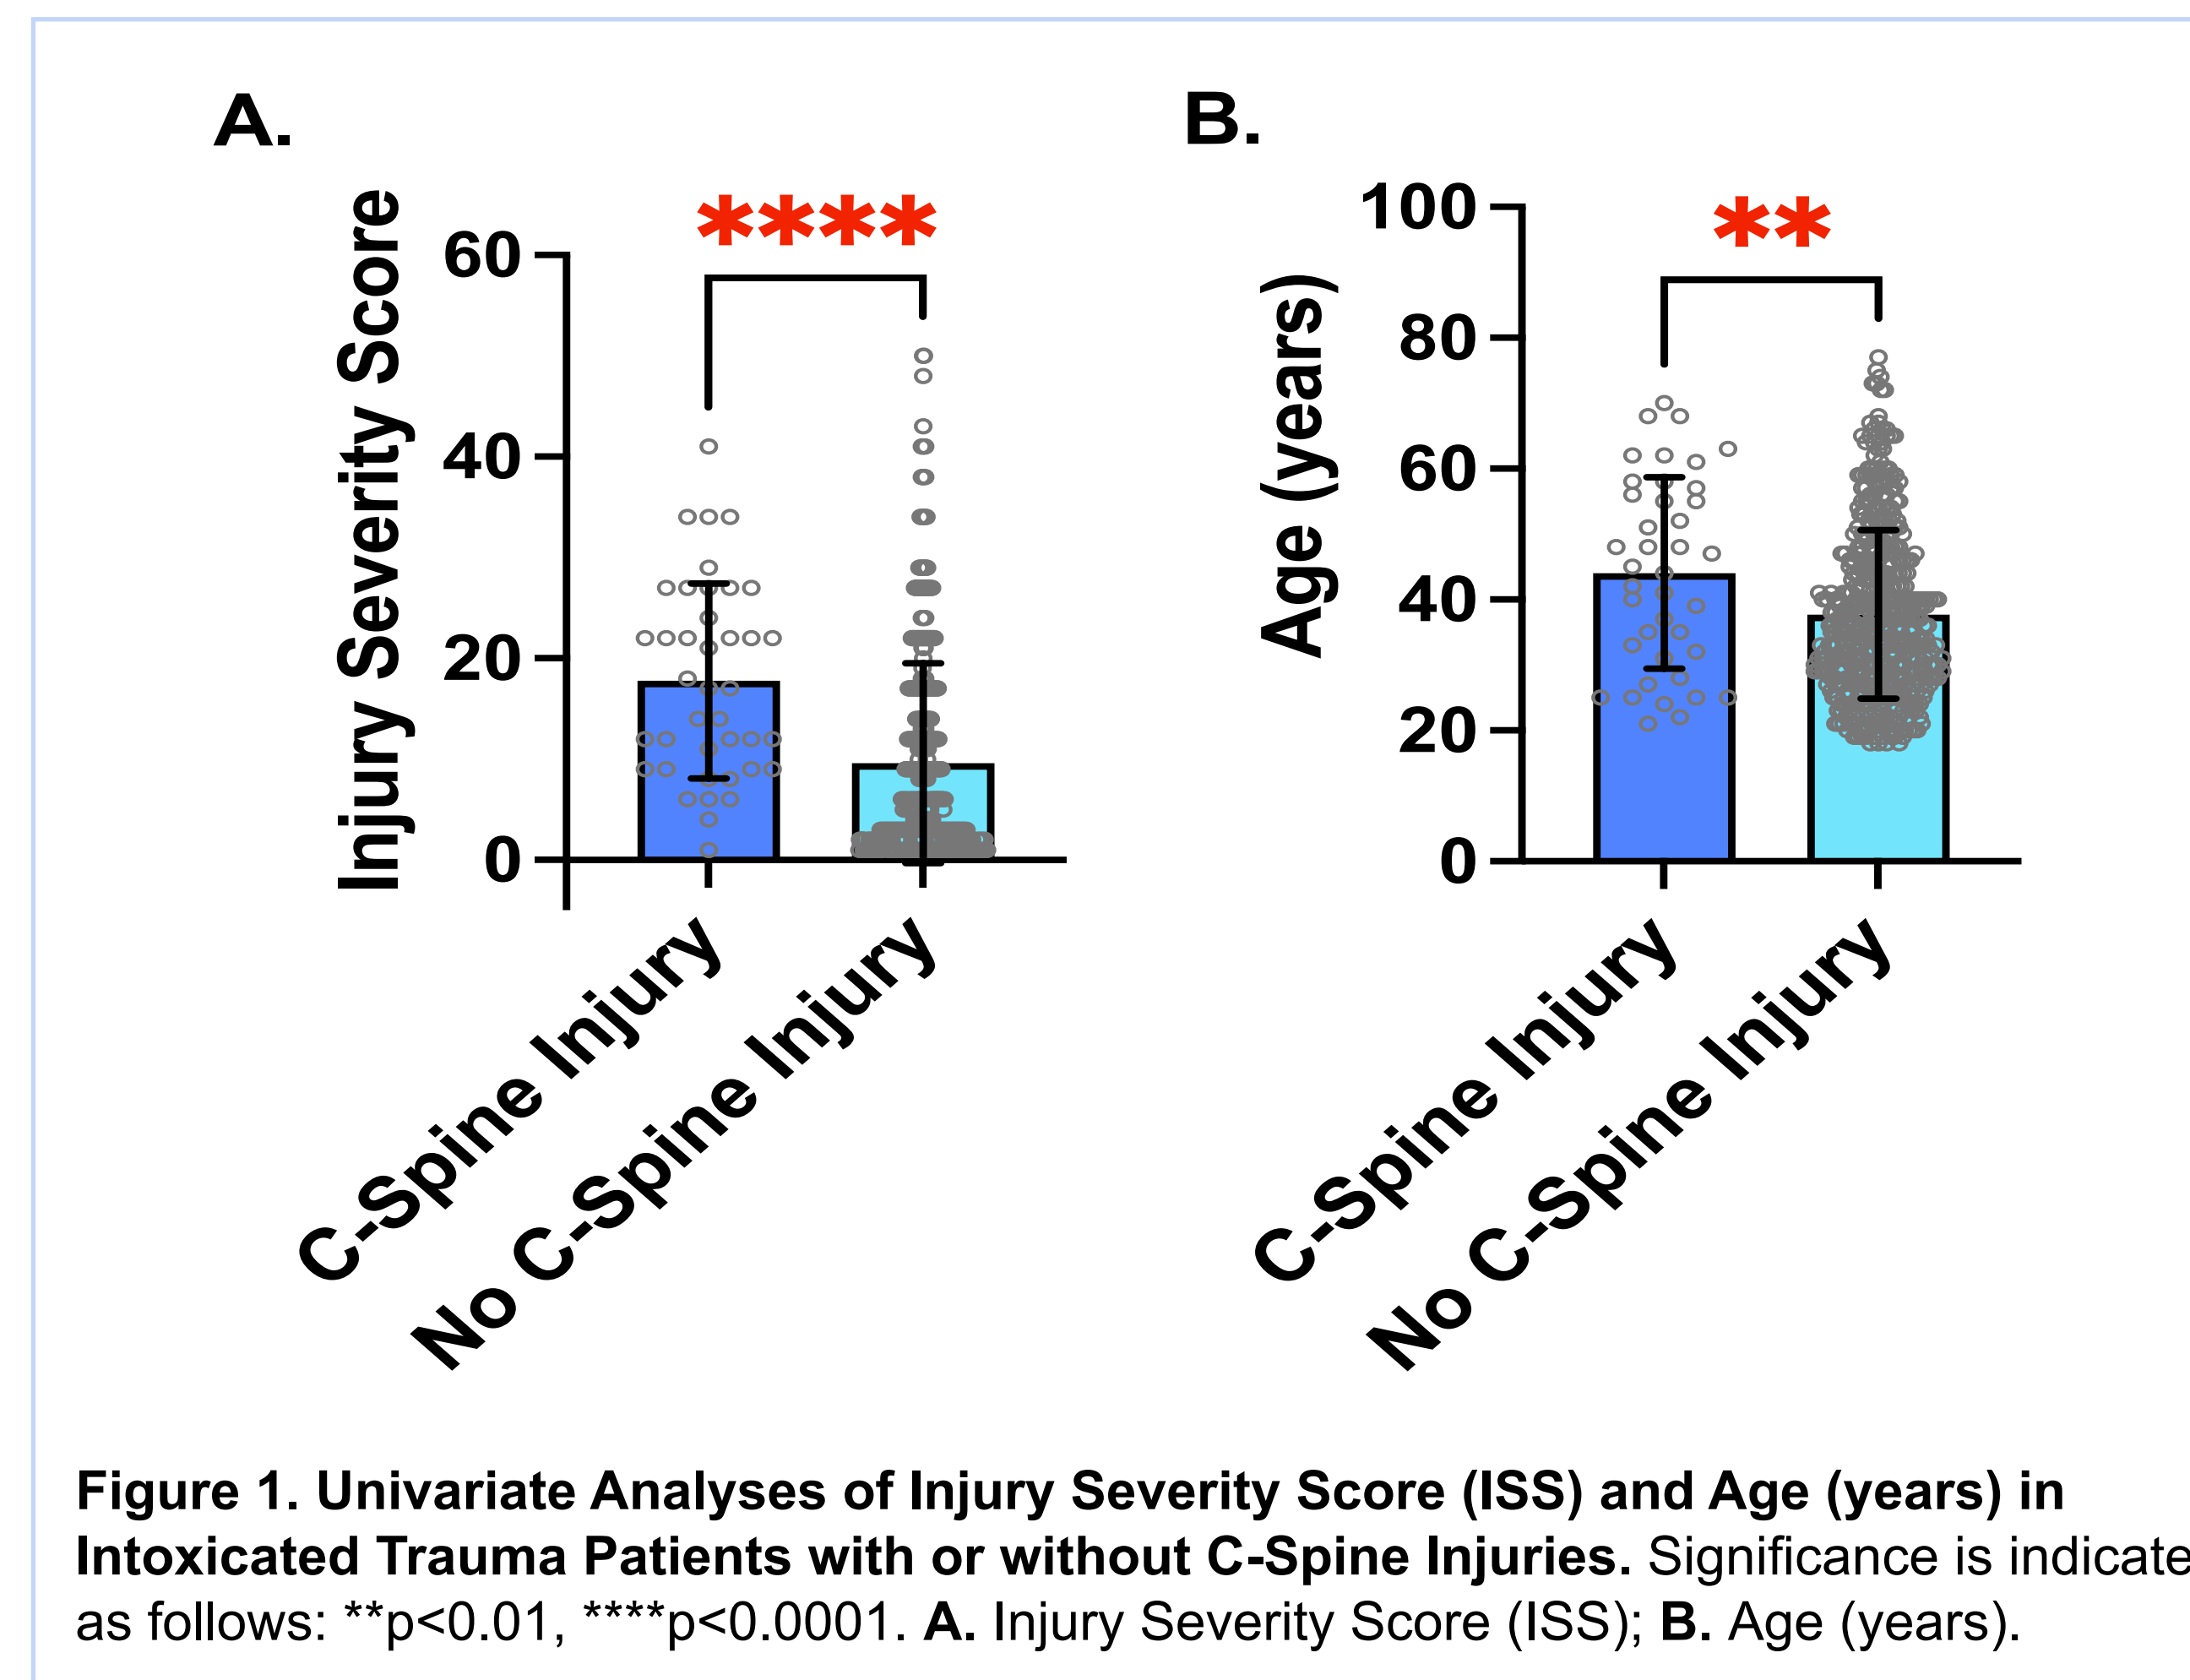 A.
B.
****
**
Injury Severity Score
60
40
20
0
C-Spine Injury
No C-Spine Injury
Age (years)
100
80
60
40
20
0
C-Spine Injury
No C-Spine Injury
Figure 1. Univariate Analyses of Injury Severity Score (ISS) and Age (years) in
Intoxicated Trauma Patients with or without C-Spine Injuries. Significance is indicate
as follows: **p<0.01, ****p<0.0001. A. Injury Severity Score (ISS); B. Age (years).